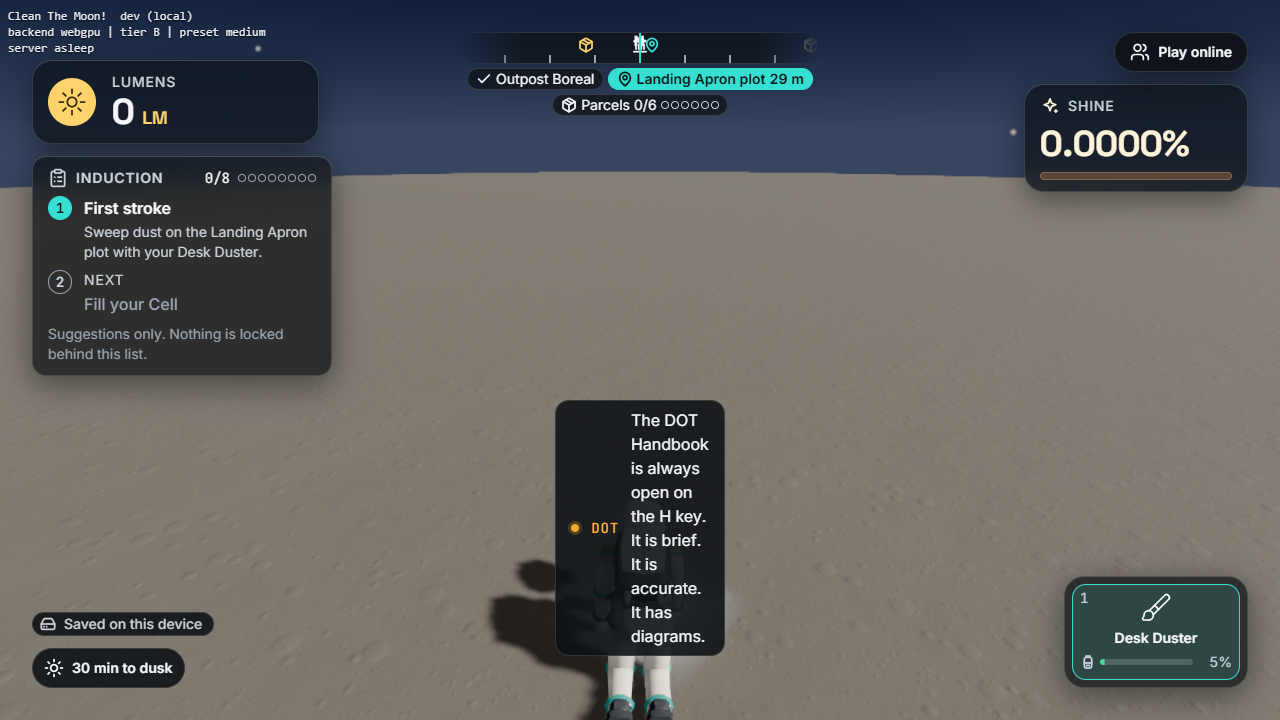 Clean The Moon!  dev (local)
backend webgpu | tier B | preset medium
server asleep
LUMENS
0 LM
INDUCTION 0/8
1 First stroke
Sweep dust on the Landing Apron
plot with your Desk Duster.
2 NEXT
Fill your Cell
Suggestions only. Nothing is locked
behind this list.
Outpost Boreal
Landing Apron plot 29 m
Parcels 0/6
Play online
SHINE
0.0000%
DOT
The DOT
Handbook
is always
open on
the H key.
It is brief.
It is
accurate.
It has
diagrams.
Saved on this device
30 min to dusk
1
Desk Duster
5%